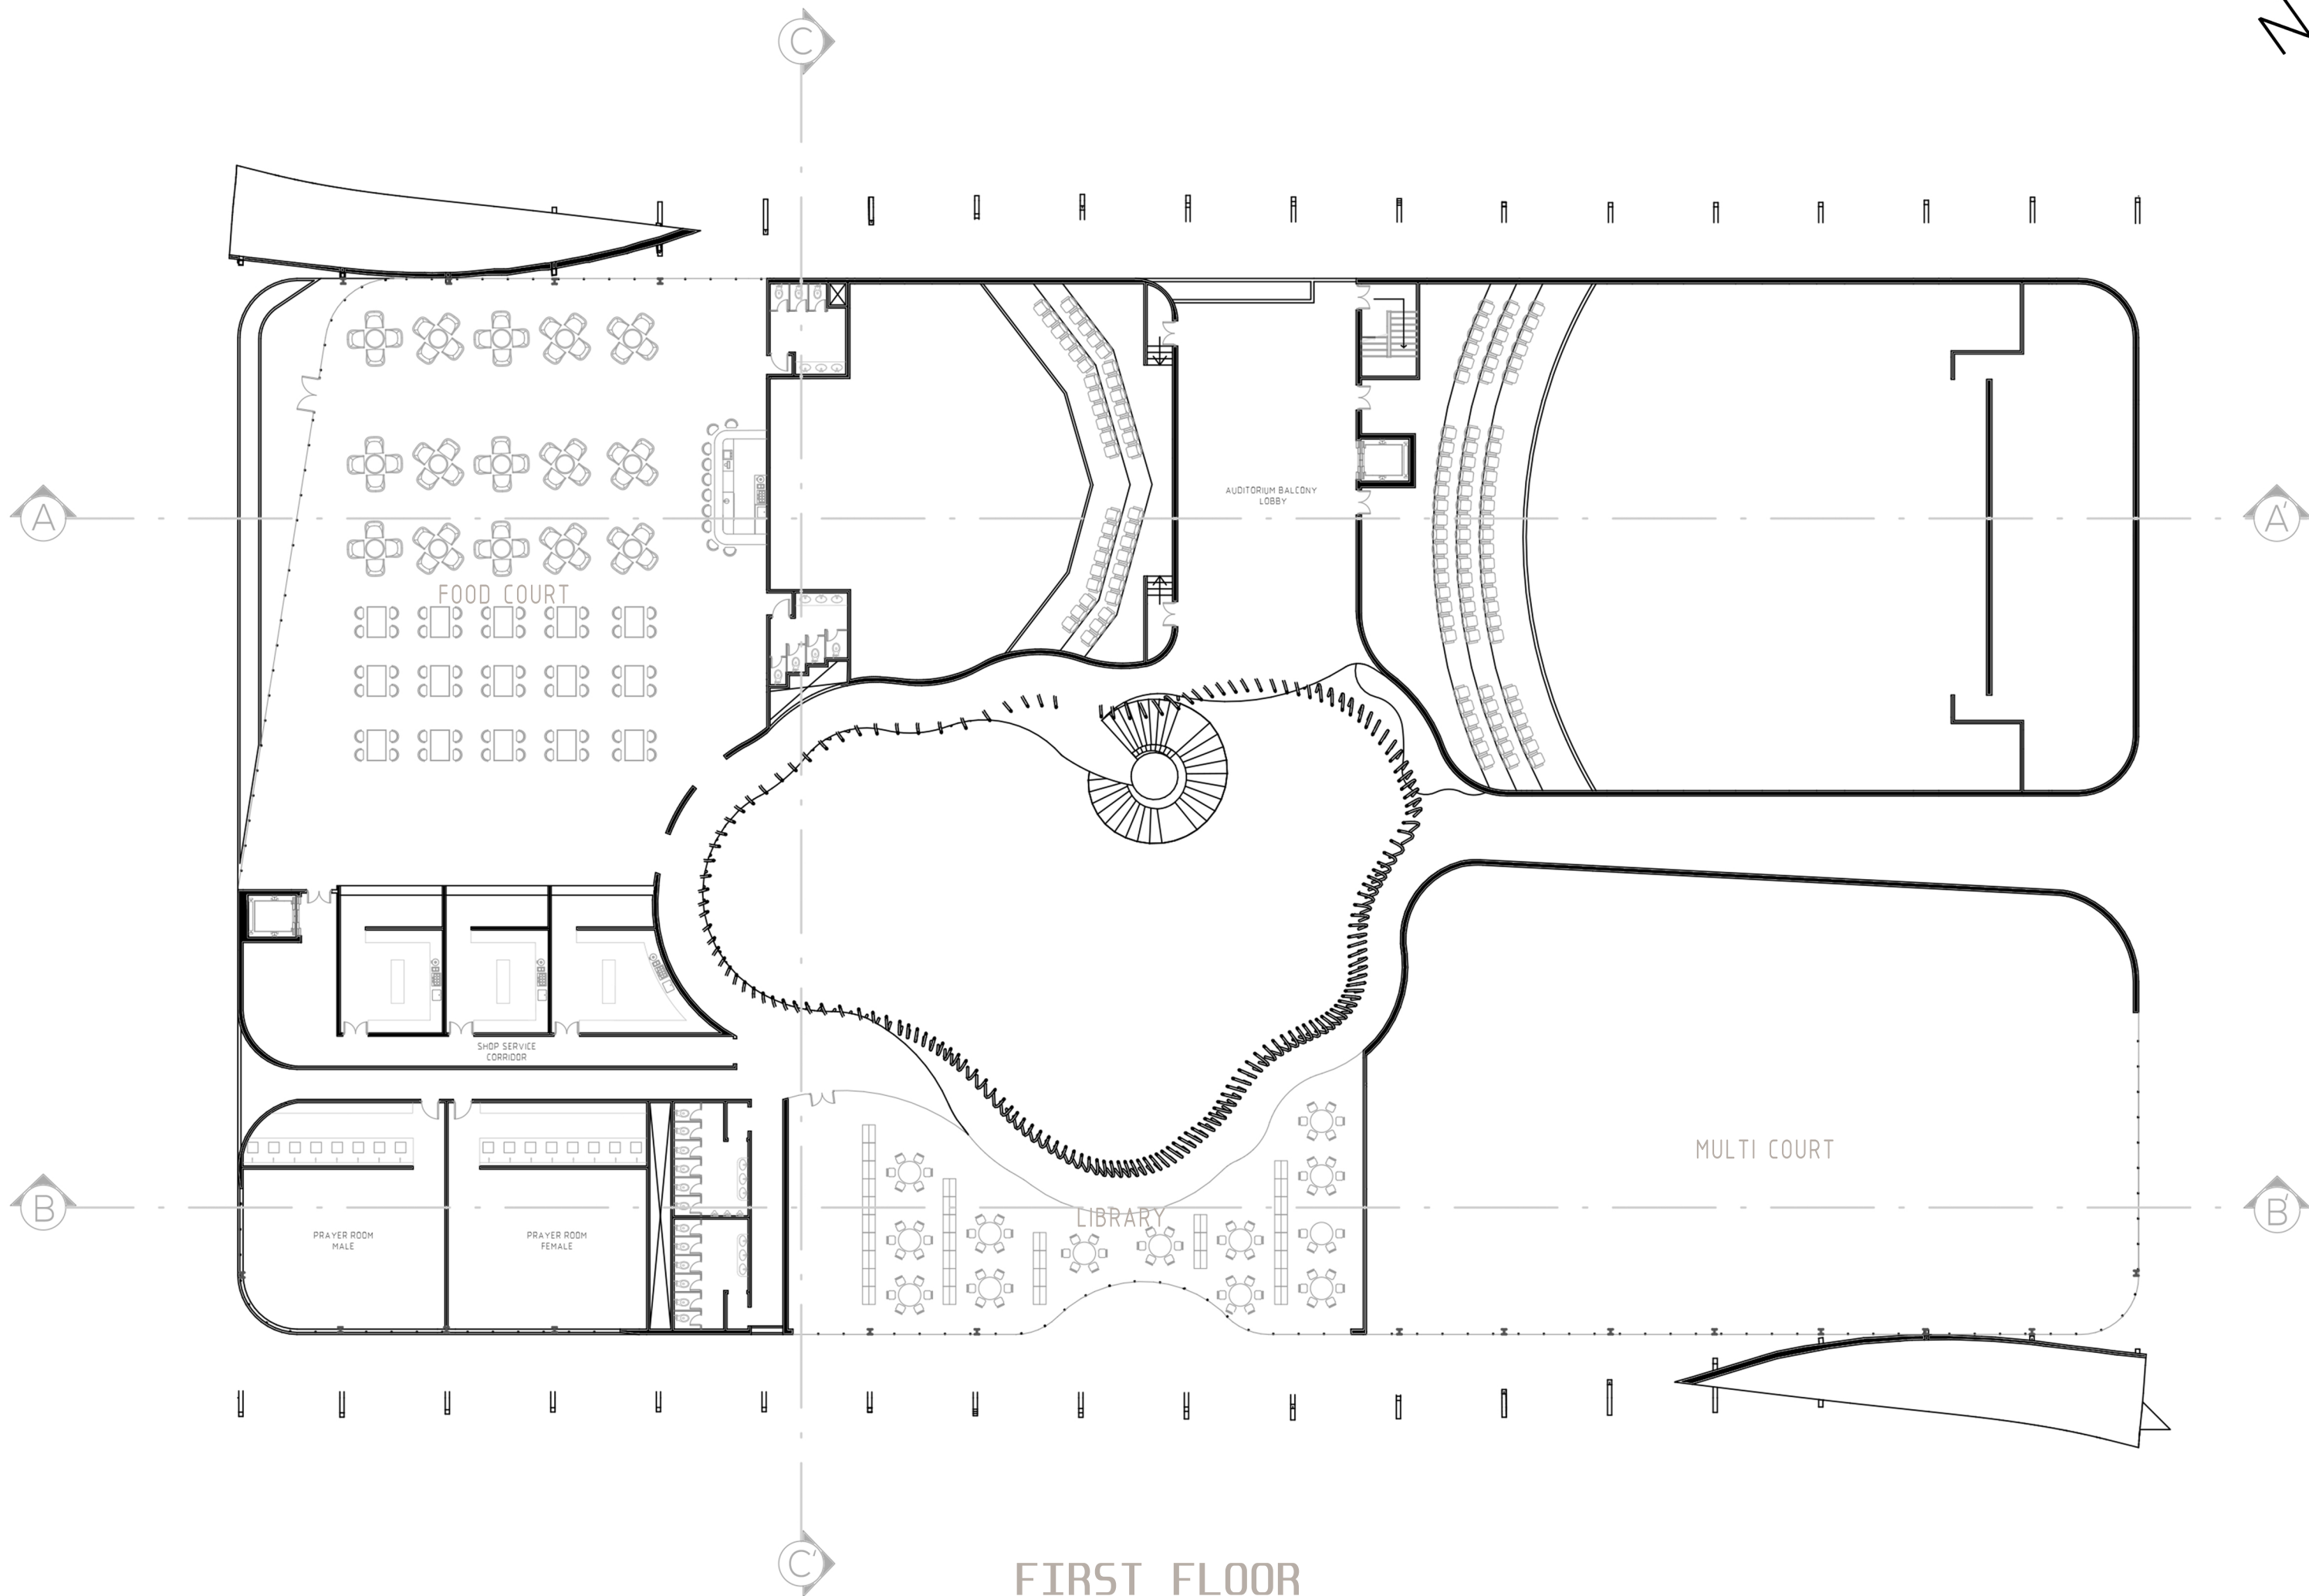 C
N
A
AUDITORIUM BALCONY
LOBBY
A'
FOOD COURT
SHOP SERVICE
CORRIDOR
MULTI COURT
B
PRAYER ROOM
MALE
PRAYER ROOM
FEMALE
LIBRARY
B'
C'
FIRST FLOOR